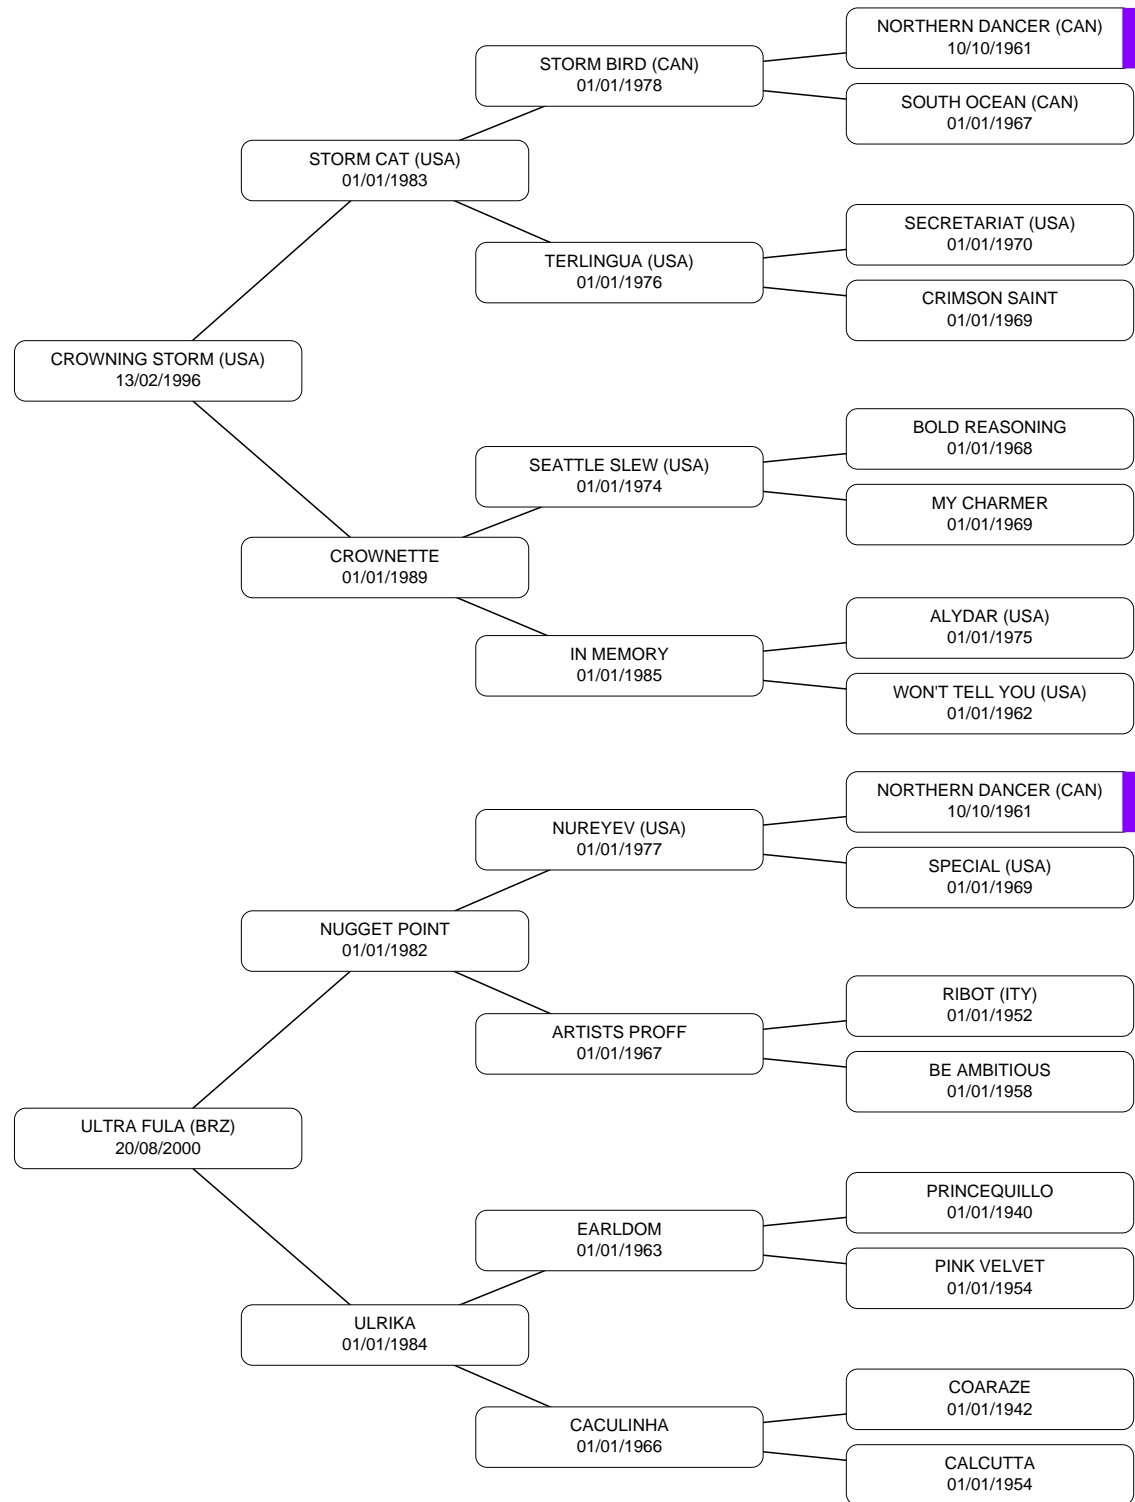 NORTHERN DANCER (CAN)
10/10/1961
STORM BIRD (CAN)
01/01/1978
SOUTH OCEAN (CAN)
01/01/1967
STORM CAT (USA)
01/01/1983
SECRETARIAT (USA)
01/01/1970
TERLINGUA (USA)
01/01/1976
CRIMSON SAINT
01/01/1969
CROWNING STORM (USA)
13/02/1996
BOLD REASONING
01/01/1968
SEATTLE SLEW (USA)
01/01/1974
MY CHARMER
01/01/1969
CROWNETTE
01/01/1989
ALYDAR (USA)
01/01/1975
IN MEMORY
01/01/1985
WON'T TELL YOU (USA)
01/01/1962
NORTHERN DANCER (CAN)
10/10/1961
NUREYEV (USA)
01/01/1977
SPECIAL (USA)
01/01/1969
NUGGET POINT
01/01/1982
RIBOT (ITY)
01/01/1952
ARTISTS PROFF
01/01/1967
BE AMBITIOUS
01/01/1958
ULTRA FULA (BRZ)
20/08/2000
PRINCEQUILLO
01/01/1940
EARLDOM
01/01/1963
PINK VELVET
01/01/1954
ULRIKA
01/01/1984
COARAZE
01/01/1942
CACULINHA
01/01/1966
CALCUTTA
01/01/1954